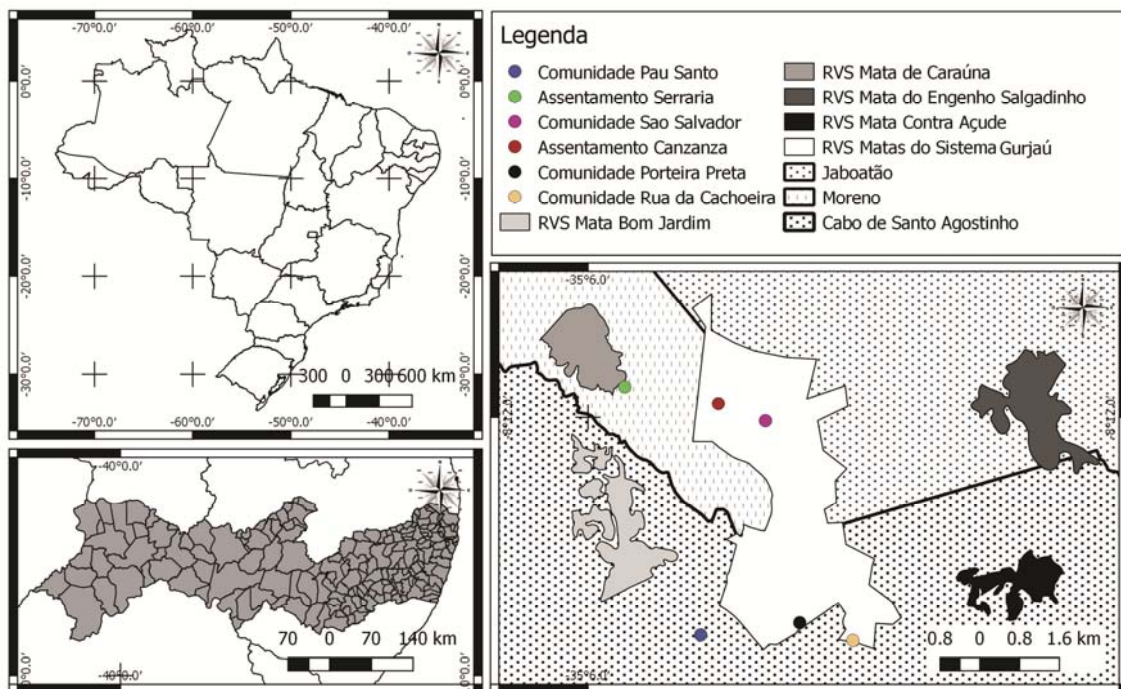 -70°0.0' -60°0.0' -50°0.0' -40°0.0'
0°0.0' 0°0.0'
-10°0.0' -10°0.0'
-20°0.0' -20°0.0'
-30°0.0' -30°0.0'
300 0 300 600 km
-70°0.0' -60°0.0' -50°0.0' -40°0.0'
Legenda
Comunidade Pau Santo
Assentamento Serraria
Comunidade Sao Salvador
Assentamento Canzanza
Comunidade Porteira Preta
Comunidade Rua da Cachoeira
RVS Mata Bom Jardim
RVS Mata de Caraúna
RVS Mata do Engenho Salgadinho
RVS Mata Contra Açude
RVS Matas do Sistema Gurjaú
Jaboatão
Moreno
Cabo de Santo Agostinho
-40°0.0'
70 0 70 140 km
-40°0.0'
-35°6.0'
-8°12.0' -8°12.0'
0.8 0 0.8 1.6 km
-35°6.0'